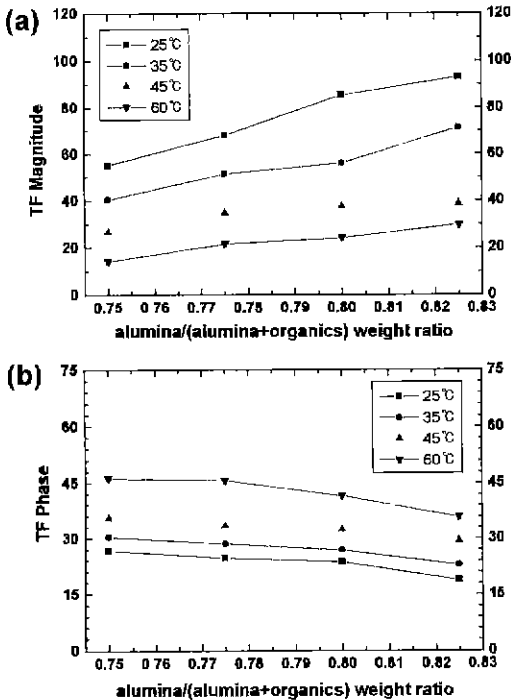 (a)
120 120
100 100
80 80
60 60
40 40
20 20
0 0
TF Magnitude
25℃
35℃
45℃
60℃
0.75 0.76 0.77 0.78 0.79 0.80 0.81 0.82 0.83
alumina/(alumina+organics) weight ratio
(b)
75 75
60 60
45 45
30 30
15 15
0 0
TF Phase
25℃
35℃
45℃
60℃
0.75 0.76 0.77 0.78 0.79 0.80 0.81 0.82 0.83
alumina/(alumina+organics) weight ratio